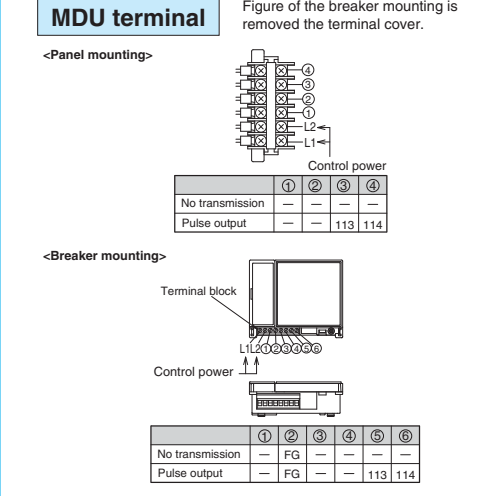 MDU terminal
Figure of the breaker mounting is
removed the terminal cover.
<Panel mounting>
④
③
②
①
L2
L1
Control power
① ② ③ ④
No transmission — — — —
Pulse output — — 113 114
<Breaker mounting>
Terminal block
L1L2①②③④⑤⑥
Control power
① ② ③ ④ ⑤ ⑥
No transmission — FG — — — —
Pulse output — FG — — 113 114